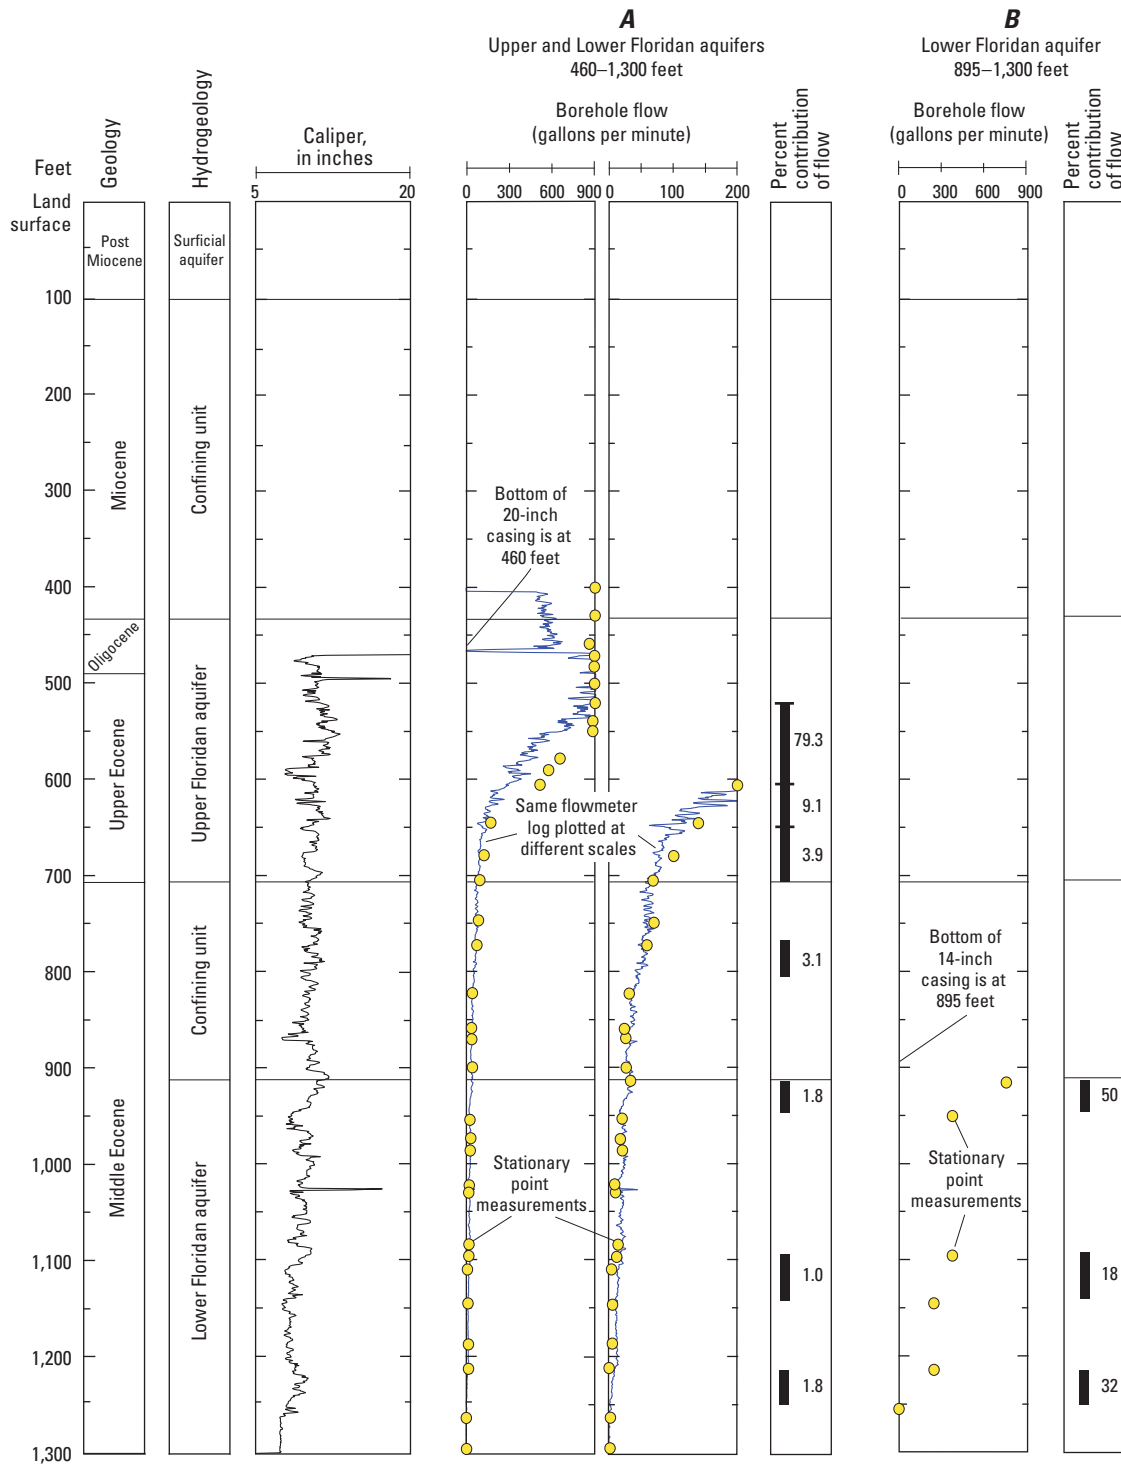 A
Upper and Lower Floridan aquifers
460–1,300 feet
B
Lower Floridan aquifer
895–1,300 feet
Feet
Geology
Hydrogeology
Caliper,
in inches
Borehole flow
(gallons per minute)
Percent
contribution
of flow
Borehole flow
(gallons per minute)
Percent
contribution
of flow
5 20
0 300 600 900
0 100 200
0 300 600 900
Land
surface
100
200
300
400
500
600
700
800
900
1,000
1,100
1,200
1,300
Post
Miocene
Miocene
Oligocene
Upper Eocene
Middle Eocene
Surficial
aquifer
Confining unit
Upper Floridan aquifer
Confining unit
Lower Floridan aquifer
Bottom of
20-inch
casing is at
460 feet
Same flowmeter
log plotted at
different scales
Stationary
point
measurements
79.3
9.1
3.9
3.1
1.8
1.0
1.8
Bottom of
14-inch
casing is at
895 feet
Stationary
point
measurements
50
18
32